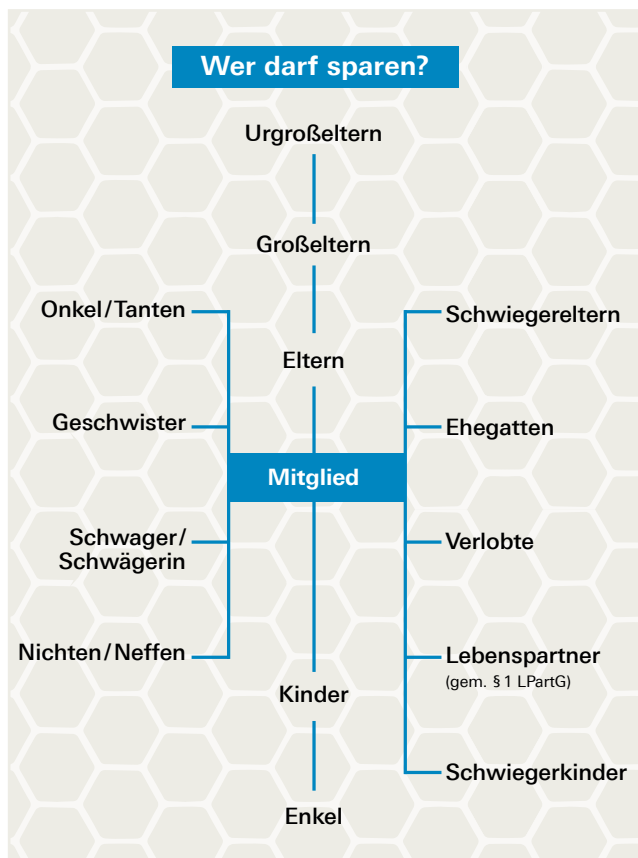 Wer darf sparen?
Urgroßeltern
Großeltern
Onkel/Tanten
Schwiegereltern
Eltern
Geschwister
Ehegatten
Mitglied
Schwager/
Schwägerin
Verlobte
Nichten/Neffen
Lebenspartner
(gem. § 1 LPartG)
Kinder
Schwiegerkinder
Enkel